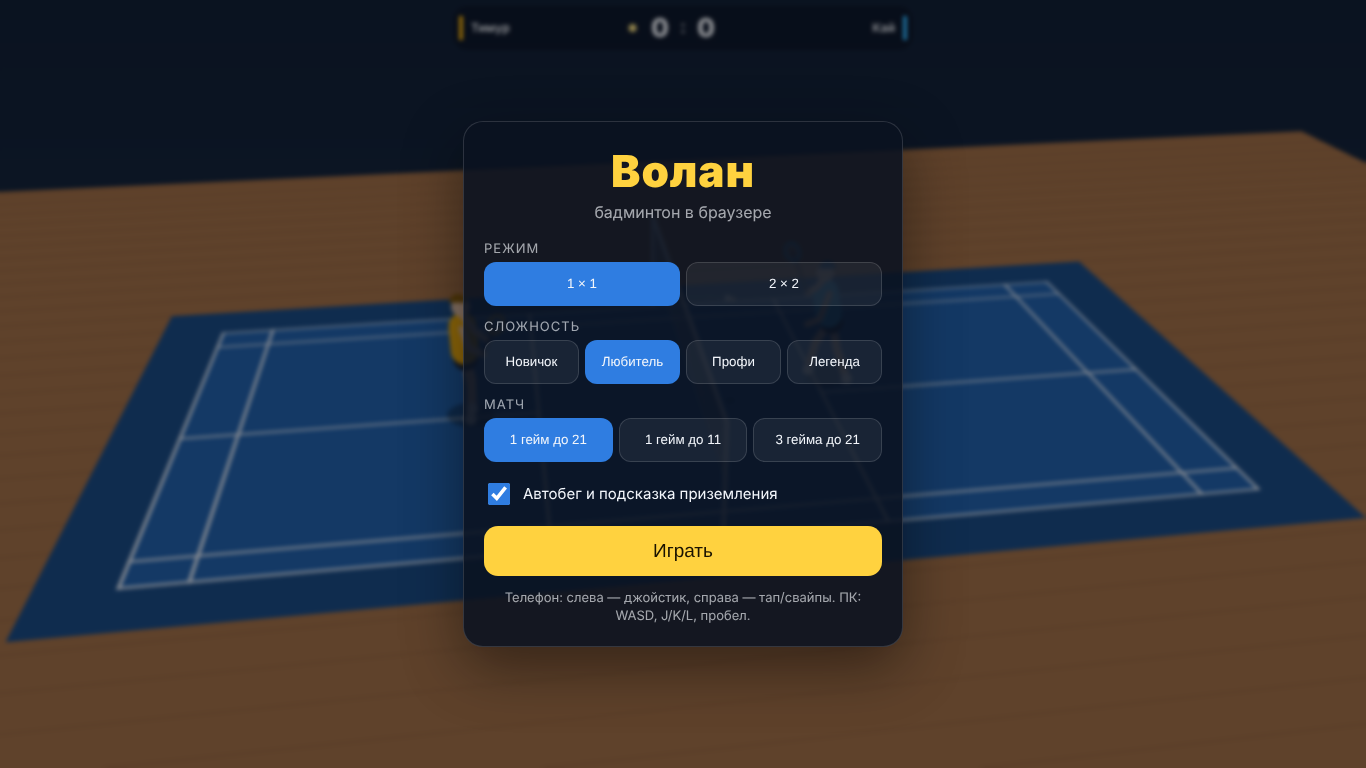 Тимур 0 : 0 Кай
Волан
бадминтон в браузере
РЕЖИМ
1 × 1 2 × 2
СЛОЖНОСТЬ
Новичок Любитель Профи Легенда
МАТЧ
1 гейм до 21 1 гейм до 11 3 гейма до 21
Автобег и подсказка приземления
Играть
Телефон: слева — джойстик, справа — тап/свайпы. ПК:
WASD, J/K/L, пробел.